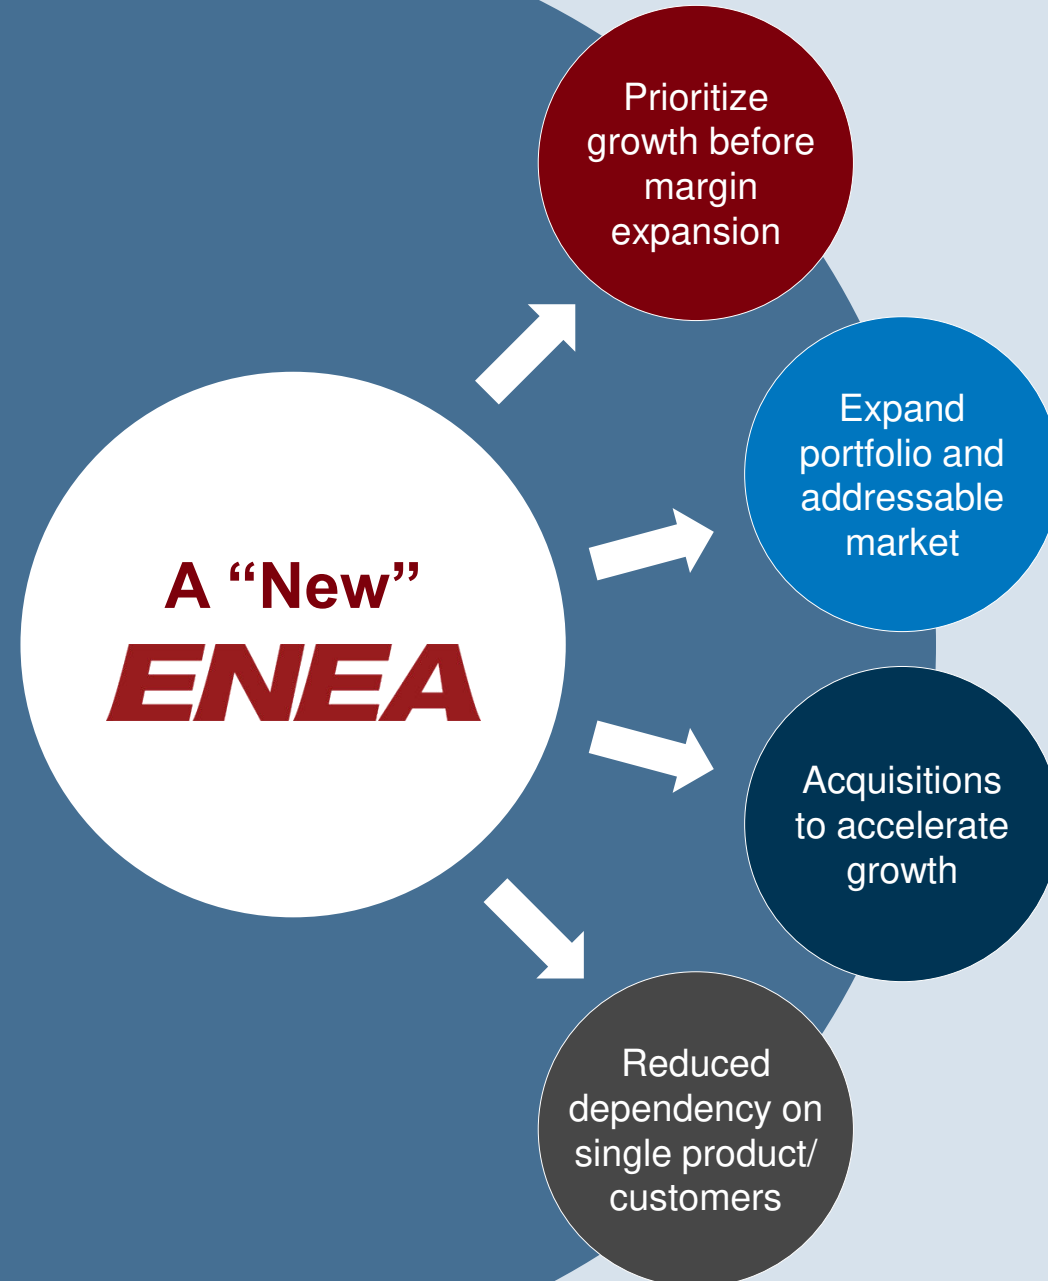 Prioritize
growth before
margin
expansion
Expand
portfolio and
addressable
market
A “New”
ENEA
Acquisitions
to accelerate
growth
Reduced
dependency on
single product/
customers